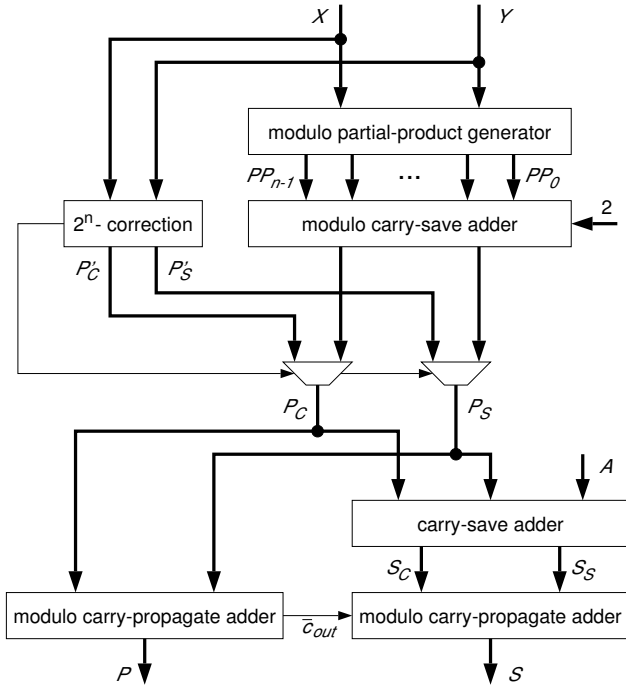 X Y
modulo partial-product generator
PPn-1 ... PP0
2
2n- correction
modulo carry-save adder
P'C P'S
PC PS
A
carry-save adder
SC SS
modulo carry-propagate adder
c̄out
modulo carry-propagate adder
P S